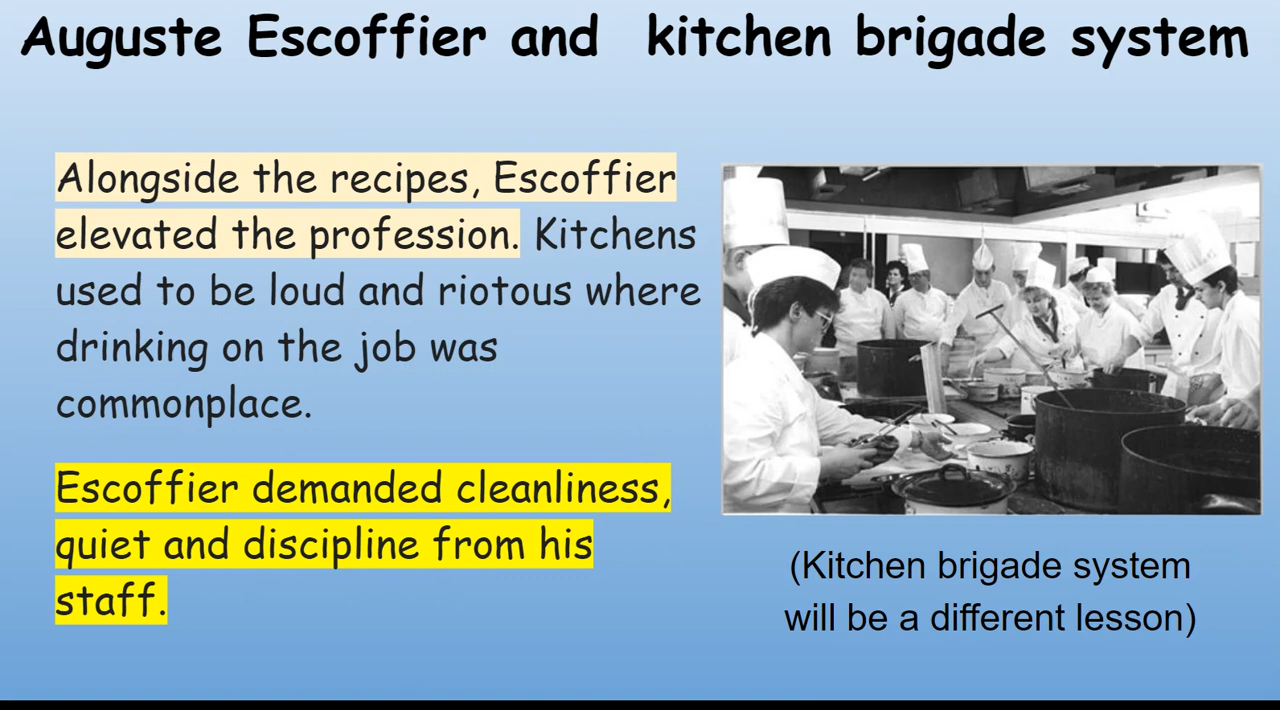 Auguste Escoffier and  kitchen brigade system
Alongside the recipes, Escoffier
elevated the profession. Kitchens
used to be loud and riotous where
drinking on the job was
commonplace.
Escoffier demanded cleanliness,
quiet and discipline from his
staff.
(Kitchen brigade system
will be a different lesson)